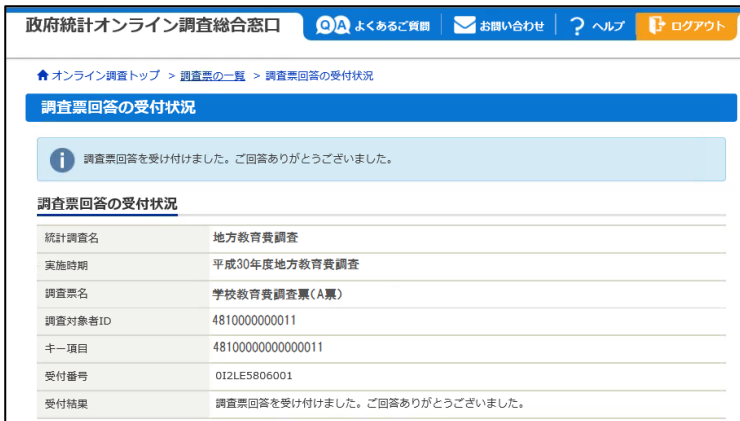 政府統計オンライン調査総合窓口 QA よくあるご質問 お問い合わせ ? ヘルプ ログアウト
オンライン調査トップ > 調査票の一覧 > 調査票回答の受付状況
調査票回答の受付状況
i 調査票回答を受け付けました。ご回答ありがとうございました。
調査票回答の受付状況
統計調査名 地方教育費調査
実施時期 平成30年度地方教育費調査
調査票名 学校教育費調査票(A票)
調査対象者ID 4810000000011
キー項目 48100000000000011
受付番号 0I2LE5806001
受付結果 調査票回答を受け付けました。ご回答ありがとうございました。